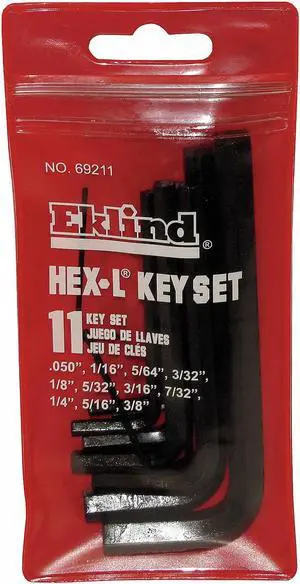 NO. 69211
Eklind®
HEX•L® KEY SET
11 KEY SET
JUEGO DE LLAVES
JEU DE CLÉS
.050", 1/16", 5/64", 3/32",
1/8", 5/32", 3/16", 7/32",
1/4", 5/16", 3/8"